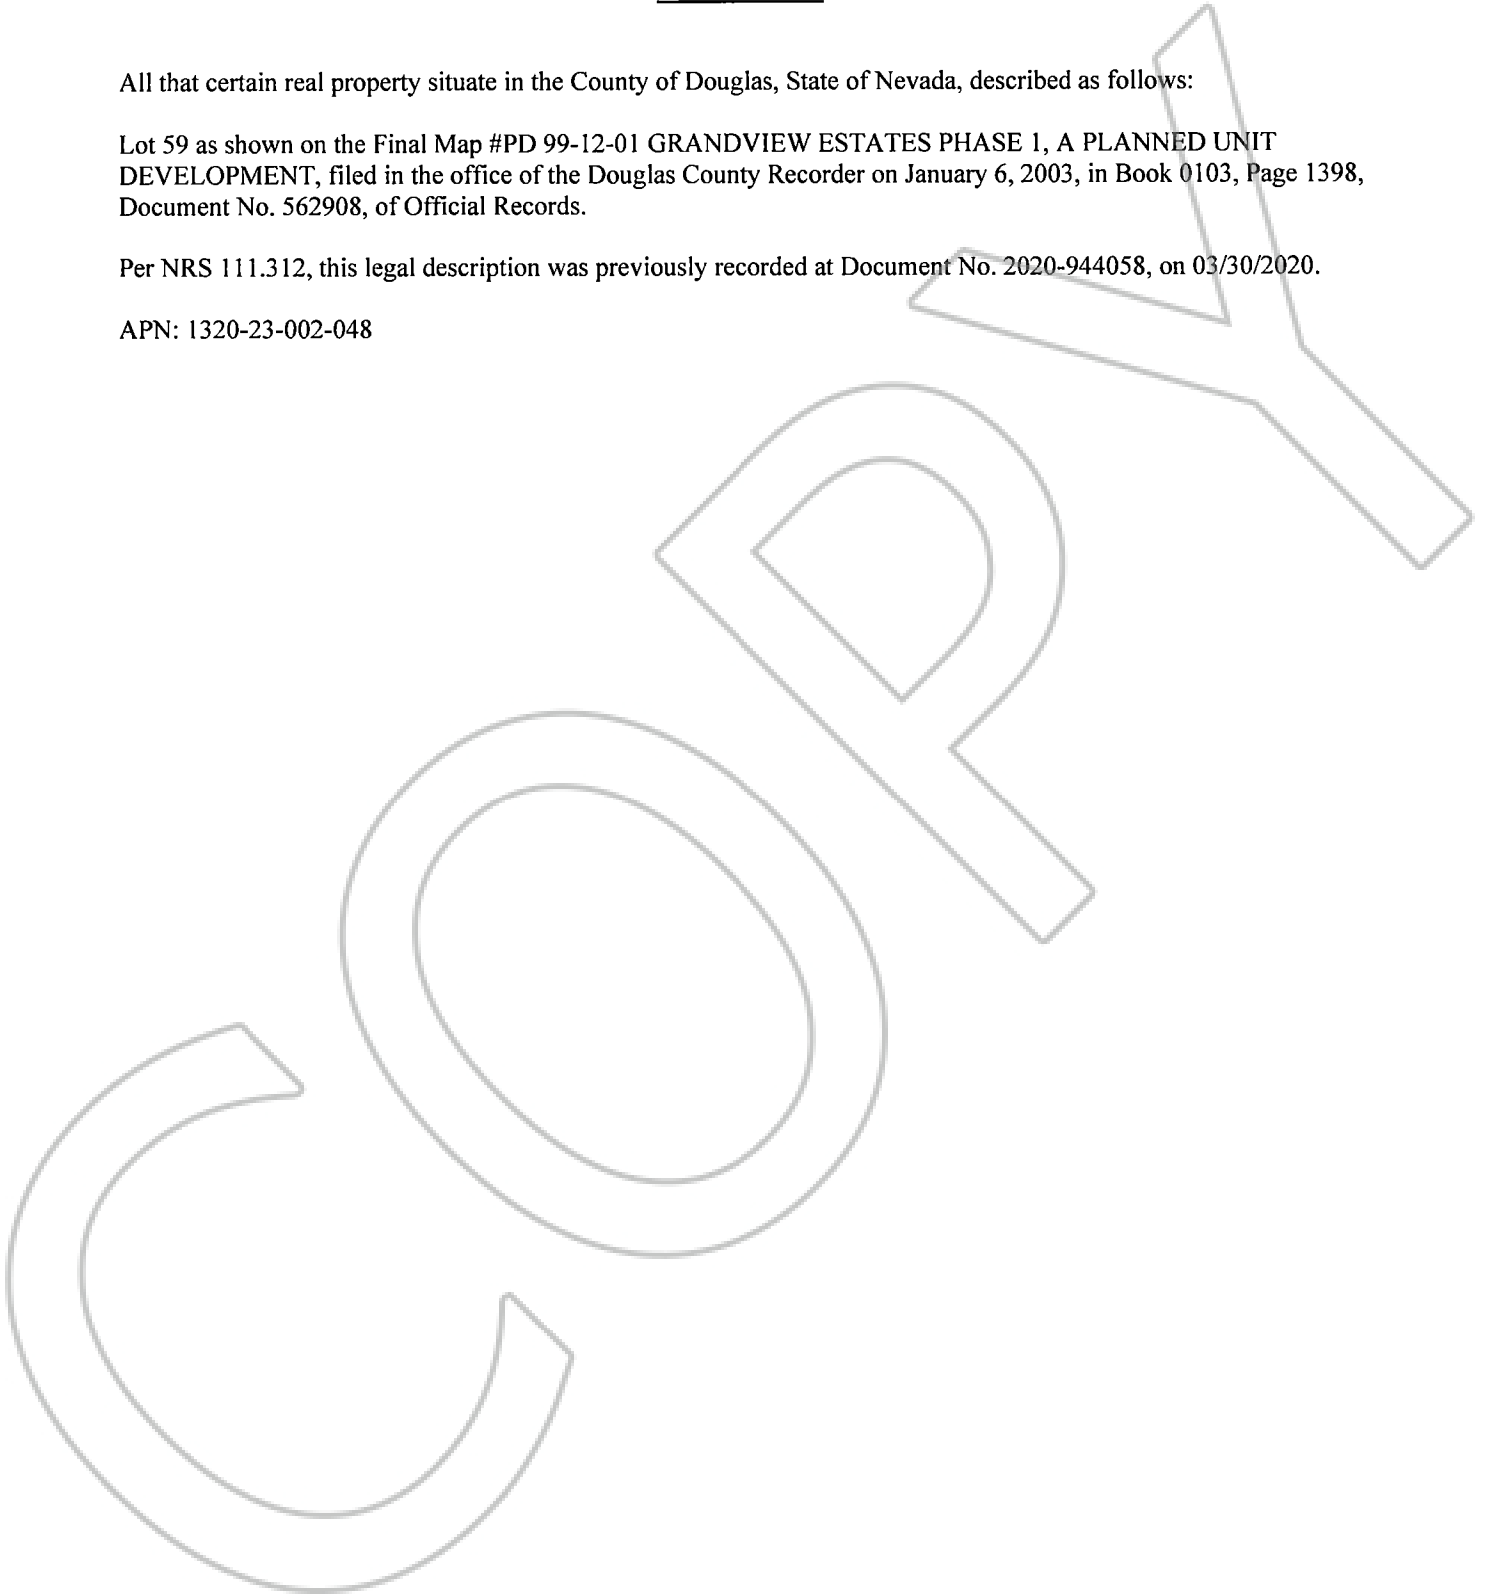 All that certain real property situate in the County of Douglas, State of Nevada, described as follows:
Lot 59 as shown on the Final Map #PD 99-12-01 GRANDVIEW ESTATES PHASE 1, A PLANNED UNIT
DEVELOPMENT, filed in the office of the Douglas County Recorder on January 6, 2003, in Book 0103, Page 1398,
Document No. 562908, of Official Records.
Per NRS 111.312, this legal description was previously recorded at Document No. 2020-944058, on 03/30/2020.
APN: 1320-23-002-048
COPY